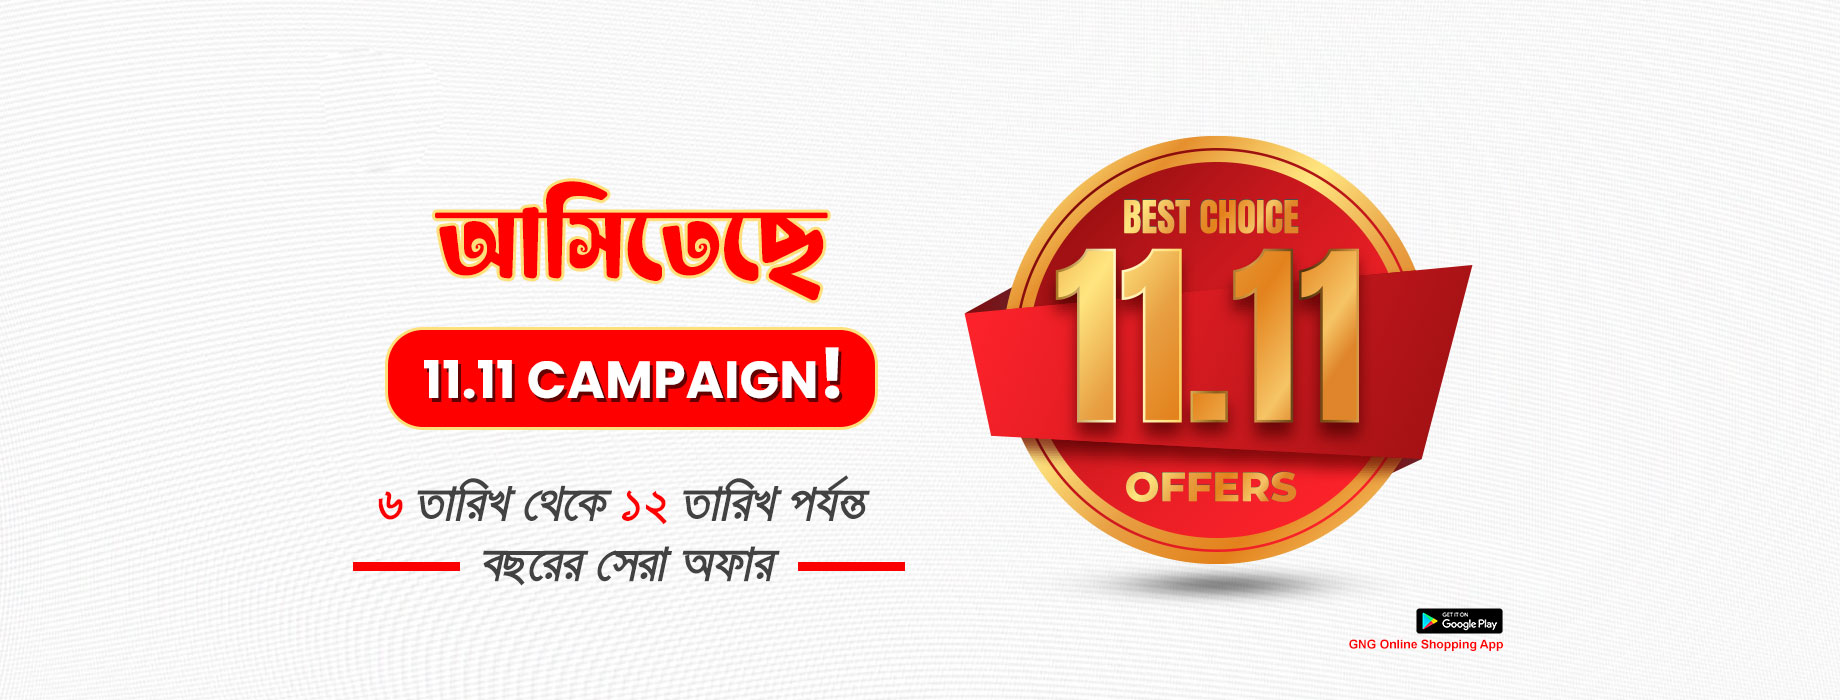 আসিতেছে
11.11 CAMPAIGN!
৬ তারিখ থেকে ১২ তারিখ পর্যন্ত
বছরের সেরা অফার
BEST CHOICE
11.11
OFFERS
GET IT ON
Google Play
GNG Online Shopping App